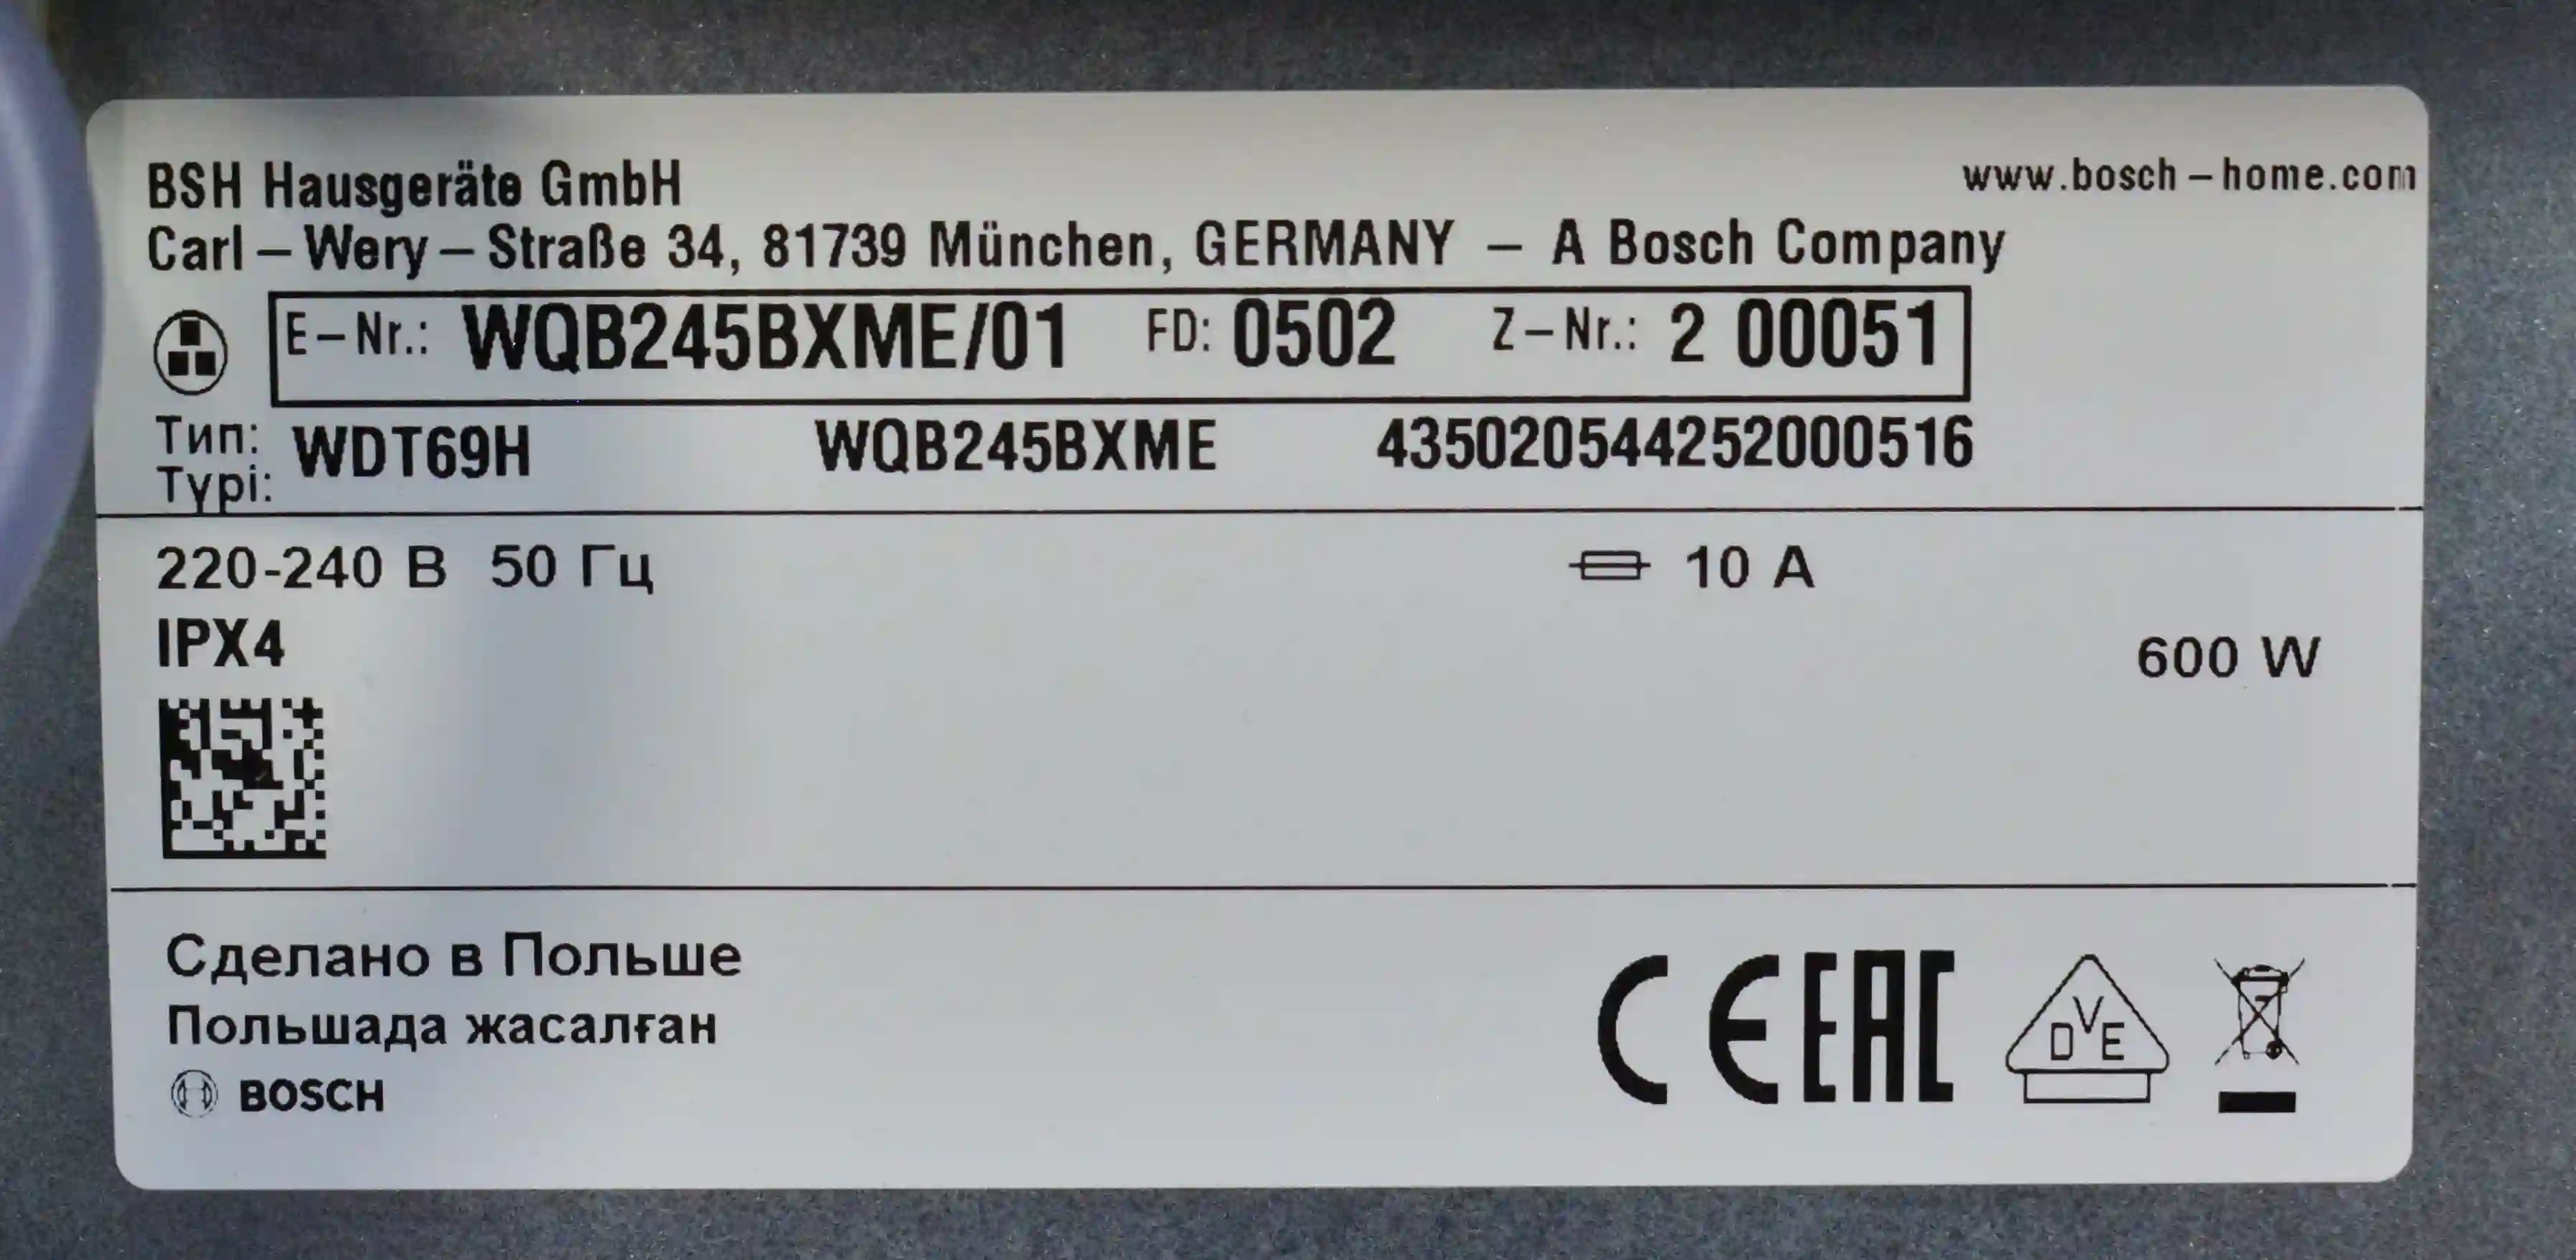 BSH Hausgeräte GmbH
www.bosch-home.com
Carl-Wery-Straße 34, 81739 München, GERMANY - A Bosch Company
E-Nr.: WQB245BXME/01 FD: 0502 Z-Nr.: 2 00051
Тип: WDT69H WQB245BXME 435020544252000516
Typi:
220-240 В 50 Гц 10 A
IPX4
600 W
Сделано в Польше
Польшада жасалған
BOSCH
CE EAC DVE